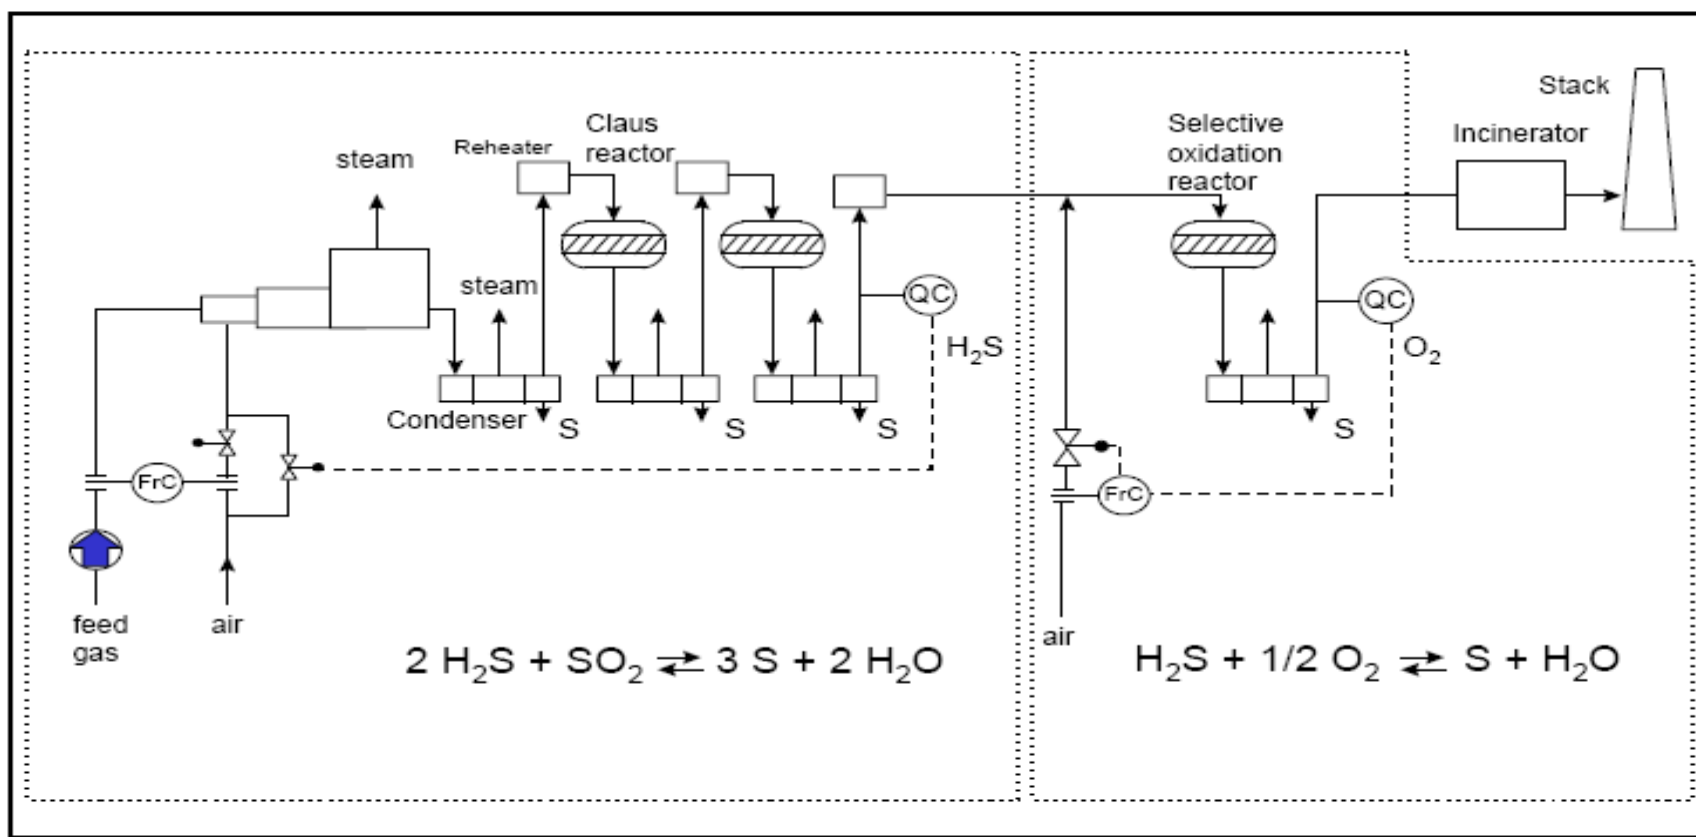 Stack
Claus
reactor
Selective
oxidation
reactor
Incinerator
Reheater
steam
steam
QC
QC
H₂S
O₂
Condenser
S
S
S
S
FrC
FrC
feed
gas
air
air
2 H₂S + SO₂ ⇄ 3 S + 2 H₂O
H₂S + 1/2 O₂ ⇄ S + H₂O